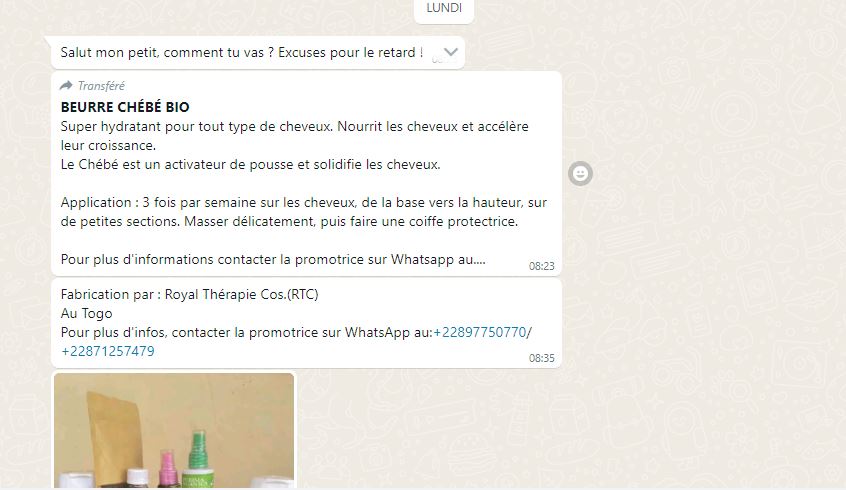 LUNDI
Salut mon petit, comment tu vas ? Excuses pour le retard !
Transféré
BEURRE CHÉBÉ BIO
Super hydratant pour tout type de cheveux. Nourrit les cheveux et accélère
leur croissance.
Le Chébé est un activateur de pousse et solidifie les cheveux.
Application : 3 fois par semaine sur les cheveux, de la base vers la hauteur, sur
de petites sections. Masser délicatement, puis faire une coiffe protectrice.
Pour plus d'informations contacter la promotrice sur Whatsapp au....
08:23
Fabrication par : Royal Thérapie Cos.(RTC)
Au Togo
Pour plus d'infos, contacter la promotrice sur WhatsApp au:+22897750770/
+22871257479
08:35